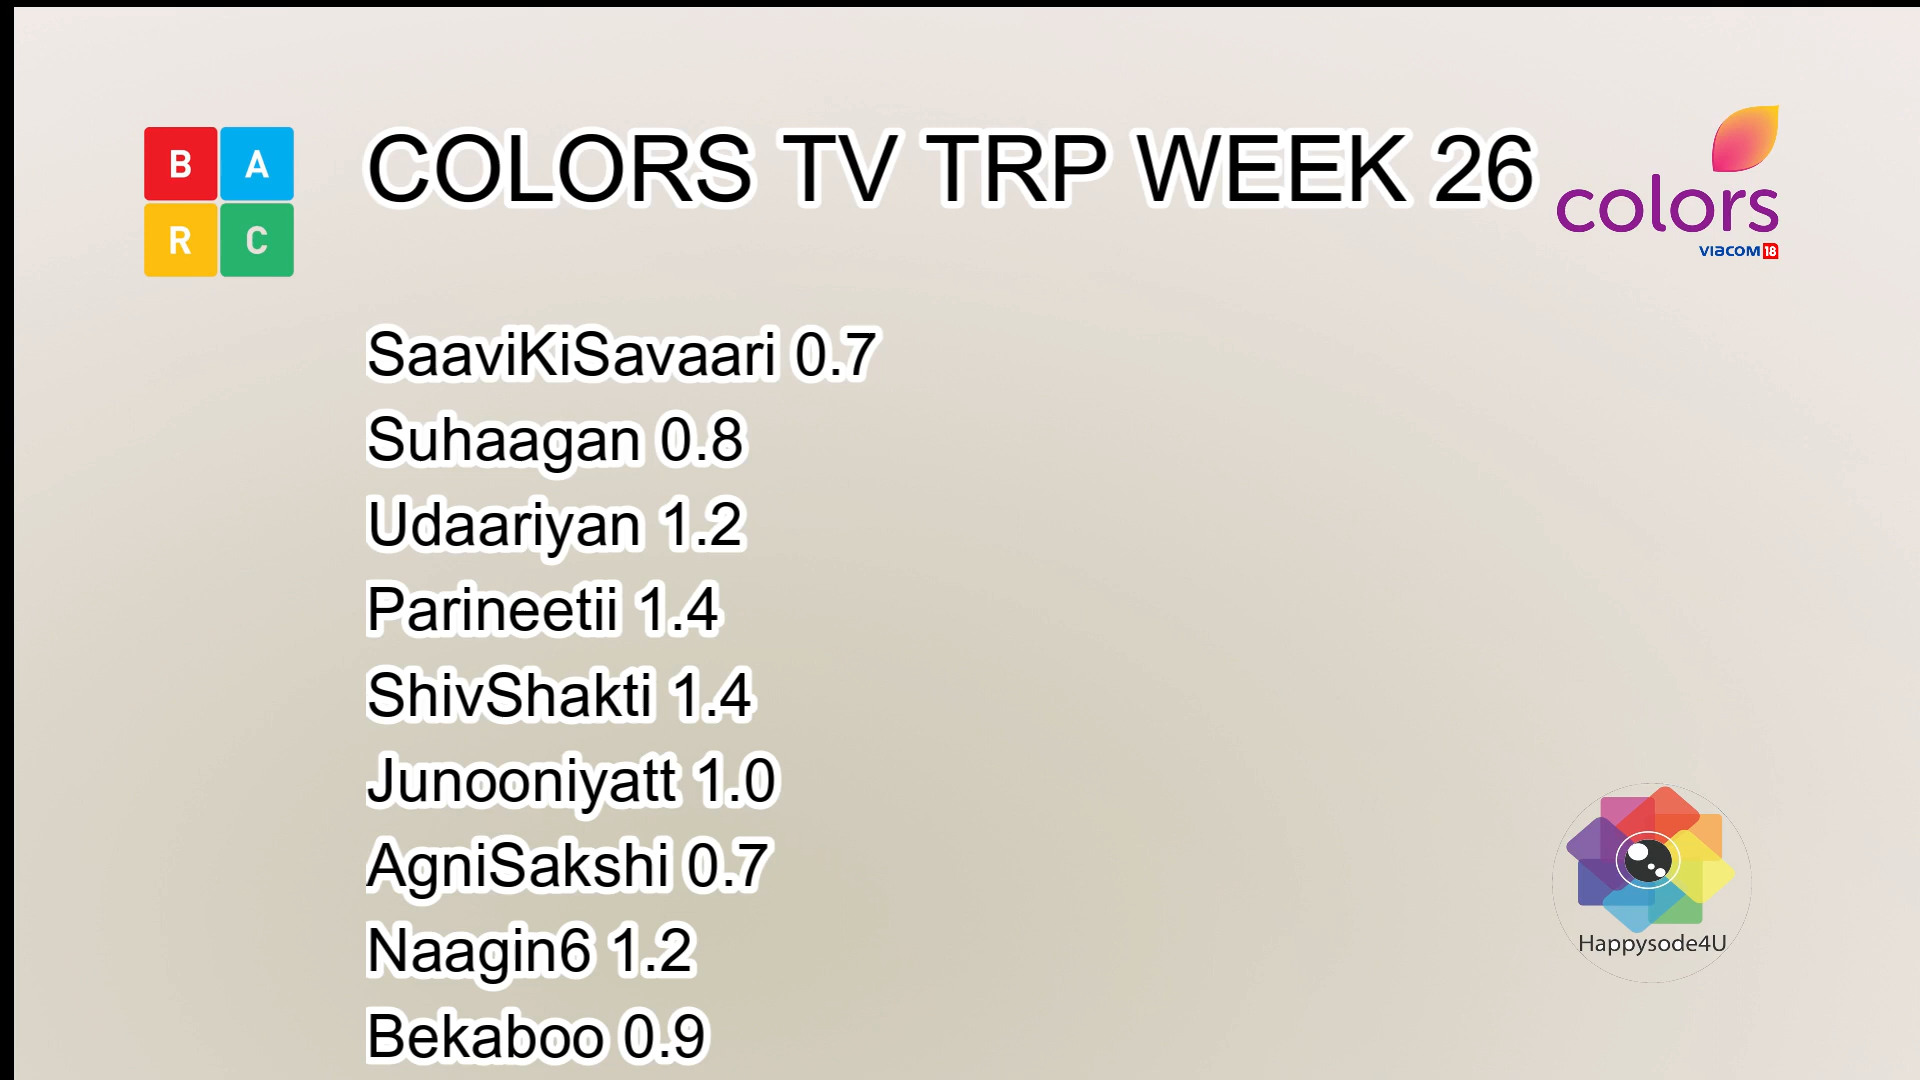 B A
R C
COLORS TV TRP WEEK 26
colors
VIACOM 18
SaaviKiSavaari 0.7
Suhaagan 0.8
Udaariyan 1.2
Parineetii 1.4
ShivShakti 1.4
Junooniyatt 1.0
AgniSakshi 0.7
Naagin6 1.2
Bekaboo 0.9
Happysode4U